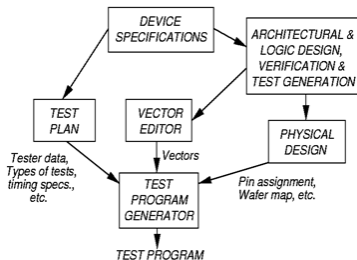 DEVICE
SPECIFICATIONS
ARCHITECTURAL &
LOGIC DESIGN,
VERIFICATION &
TEST GENERATION
TEST
PLAN
VECTOR
EDITOR
PHYSICAL
DESIGN
Tester data,
Types of tests,
timing specs.,
etc.
Vectors
TEST
PROGRAM
GENERATOR
Pin assignment,
Wafer map, etc.
TEST PROGRAM